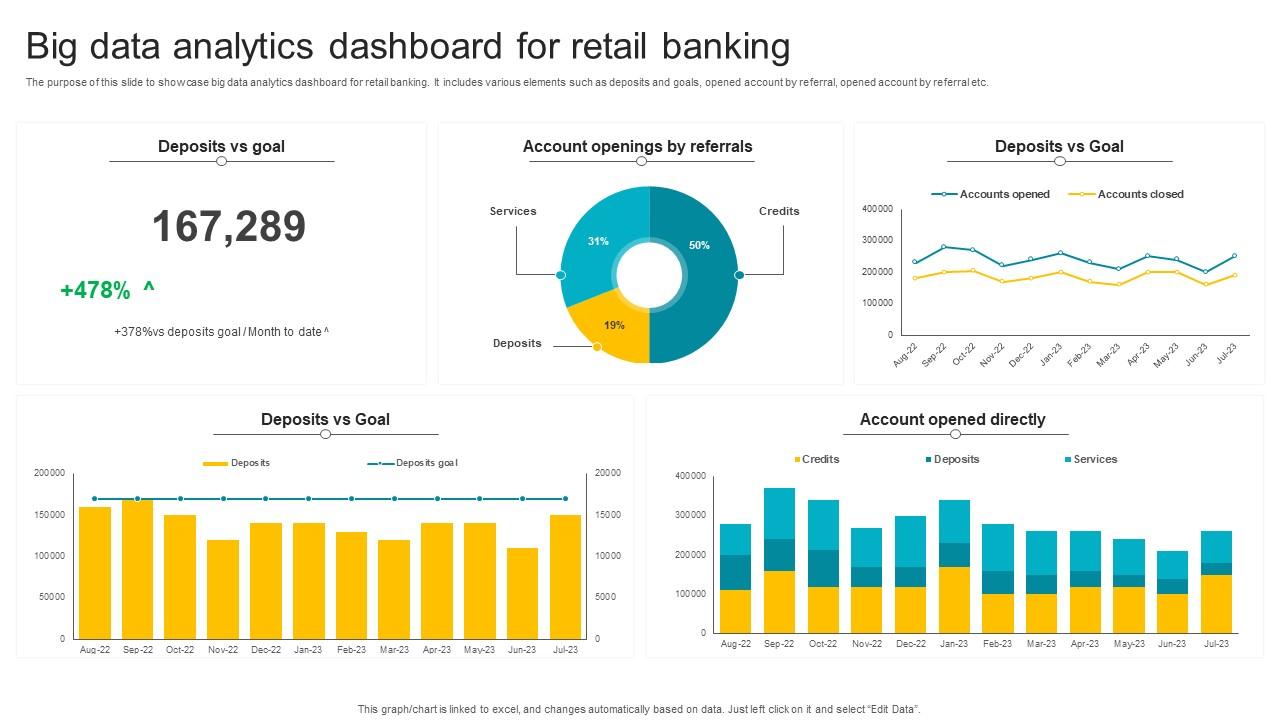 Big data analytics dashboard for retail banking
The purpose of this slide to showcase big data analytics dashboard for retail banking. It includes various elements such as deposits and goals, opened account by referral, opened account by referral etc.
Deposits vs goal
167,289
+478% ^
+378%vs deposits goal / Month to date ^
Account openings by referrals
Services
Credits
31%
50%
19%
Deposits
Deposits vs Goal
Accounts opened
Accounts closed
400000
300000
200000
100000
0
Aug-22 Sep-22 Oct-22 Nov-22 Dec-22 Jan-23 Feb-23 Mar-23 Apr-23 May-23 Jun-23 Jul-23
Deposits vs Goal
Deposits
Deposits goal
200000
150000
100000
50000
0
20000
15000
10000
5000
0
Aug-22 Sep-22 Oct-22 Nov-22 Dec-22 Jan-23 Feb-23 Mar-23 Apr-23 May-23 Jun-23 Jul-23
Account opened directly
Credits
Deposits
Services
400000
300000
200000
100000
0
Aug-22 Sep-22 Oct-22 Nov-22 Dec-22 Jan-23 Feb-23 Mar-23 Apr-23 May-23 Jun-23 Jul-23
This graph/chart is linked to excel, and changes automatically based on data. Just left click on it and select “Edit Data”.